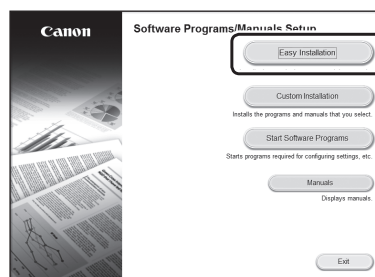 Canon
Software Programs/Manuals Setup
Easy Installation
Custom Installation
Installs the programs and manuals that you select.
Start Software Programs
Starts programs required for configuring settings, etc.
Manuals
Displays manuals.
Exit